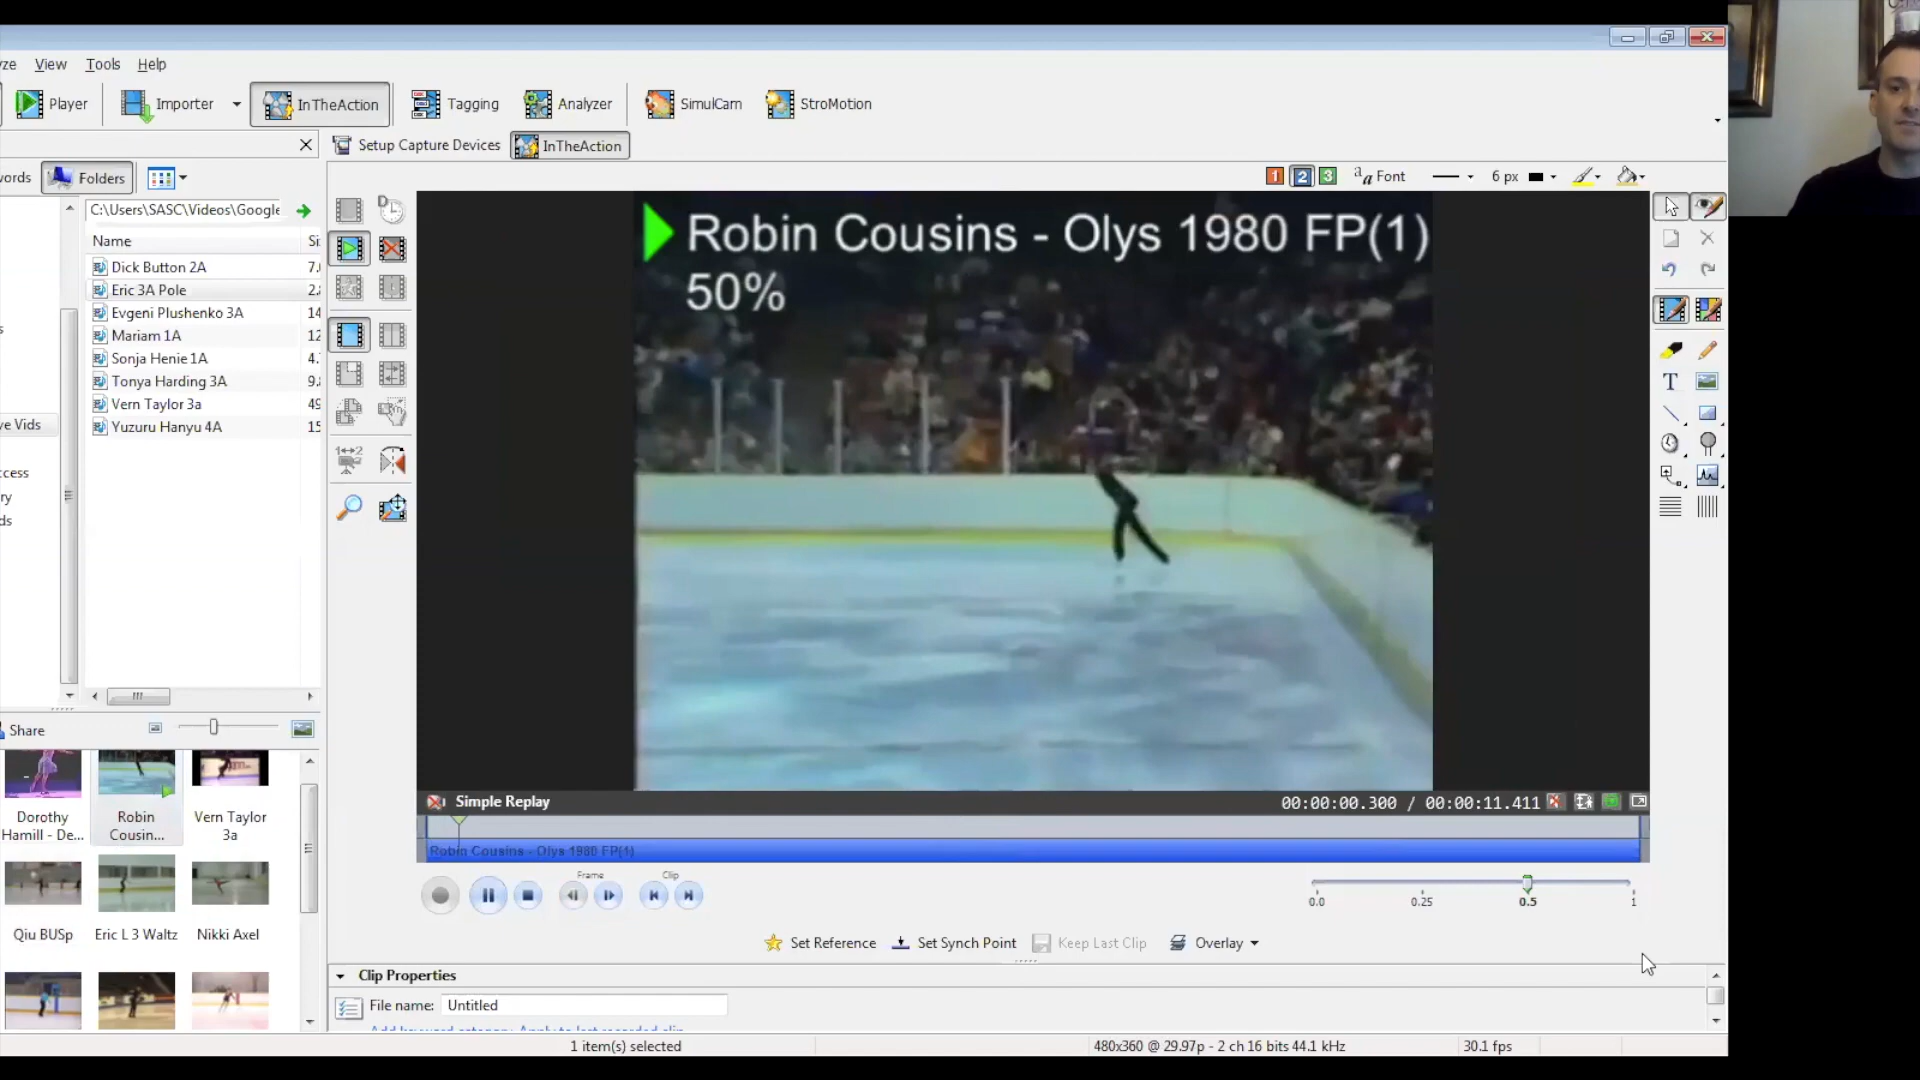 View Tools Help
Player Importer InTheAction Tagging Analyzer SimulCam StroMotion
Setup Capture Devices InTheAction
Folders
1 2 3 Font 6 px
C:\Users\SASC\Videos\Google
Name
Dick Button 2A
Eric 3A Pole
Evgeni Plushenko 3A
Mariam 1A
Sonja Henie 1A
Tonya Harding 3A
Vern Taylor 3a
Yuzuru Hanyu 4A
Robin Cousins - Olys 1980 FP(1)
50%
Share
Dorothy Hamill - De...
Robin Cousin...
Vern Taylor 3a
Qiu BUSp
Eric L 3 Waltz
Nikki Axel
Simple Replay 00:00:00.300 / 00:00:11.411
Robin Cousins - Olys 1980 FP(1)
Frame Clip
0.0 0.25 0.5 1
Set Reference Set Synch Point Keep Last Clip Overlay
Clip Properties
File name: Untitled
1 item(s) selected 480x360 @ 29.97p - 2 ch 16 bits 44.1 kHz 30.1 fps